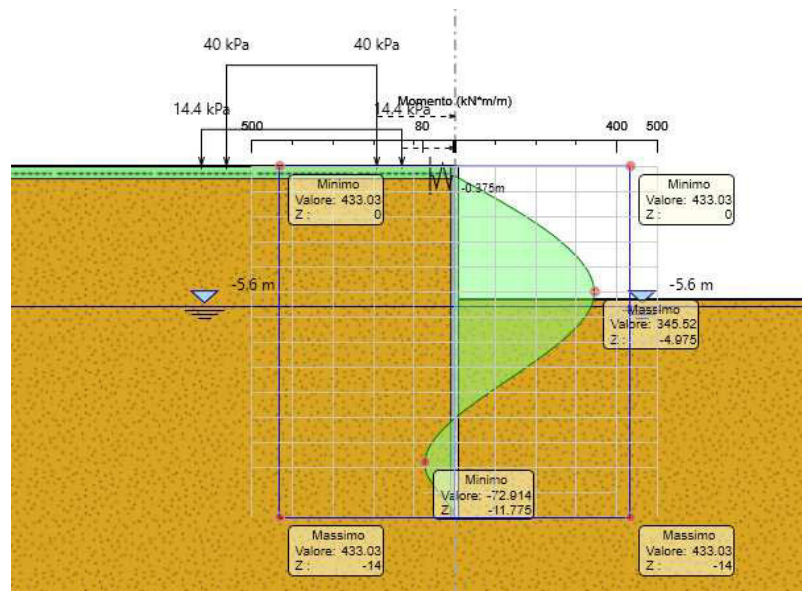 40 kPa
40 kPa
14.4 kPa
14.4 kPa
Momento (kN*m/m)
500
80
400
500
-0.375m
Minimo
Valore: 433.03
Z : 0
Minimo
Valore: 433.03
Z : 0
-5.6 m
-5.6 m
Massimo
Valore: 345.52
Z : -4.975
Minimo
Valore: -72.914
Z : -11.775
Massimo
Valore: 433.03
Z : -14
Massimo
Valore: 433.03
Z : -14